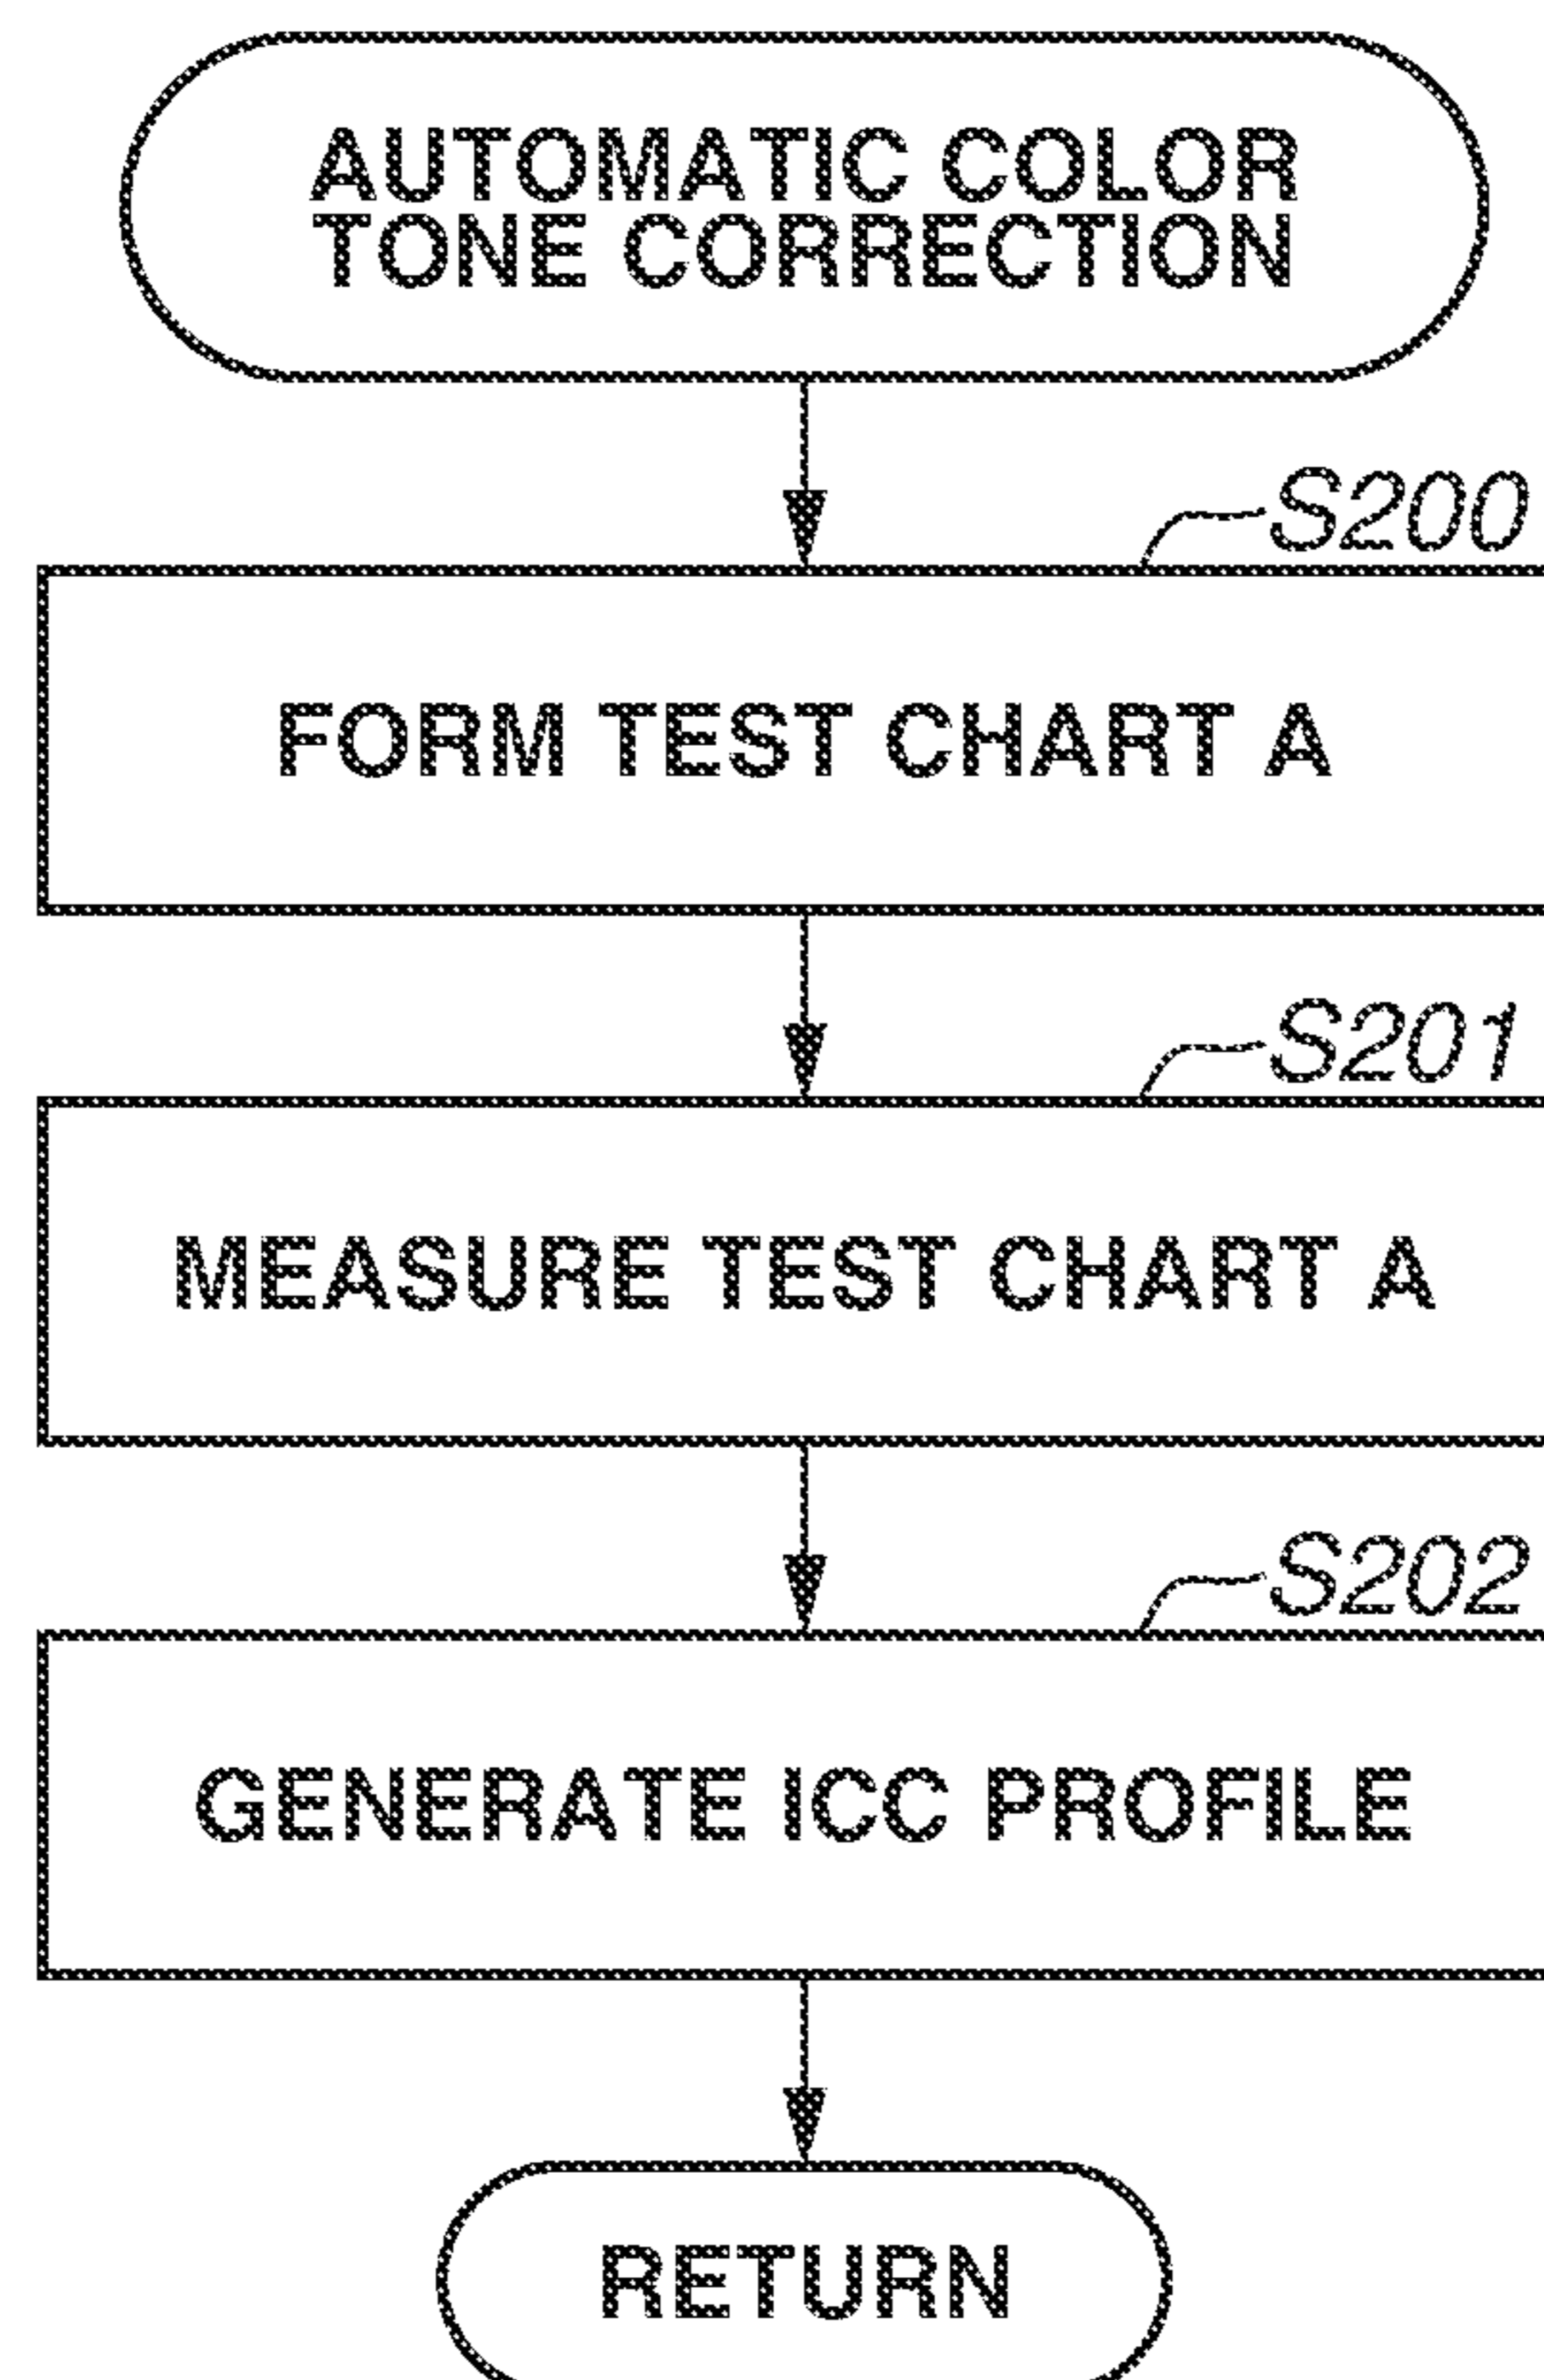 AUTOMATIC COLOR
TONE CORRECTION
S200
FORM TEST CHART A
S201
MEASURE TEST CHART A
S202
GENERATE ICC PROFILE
RETURN